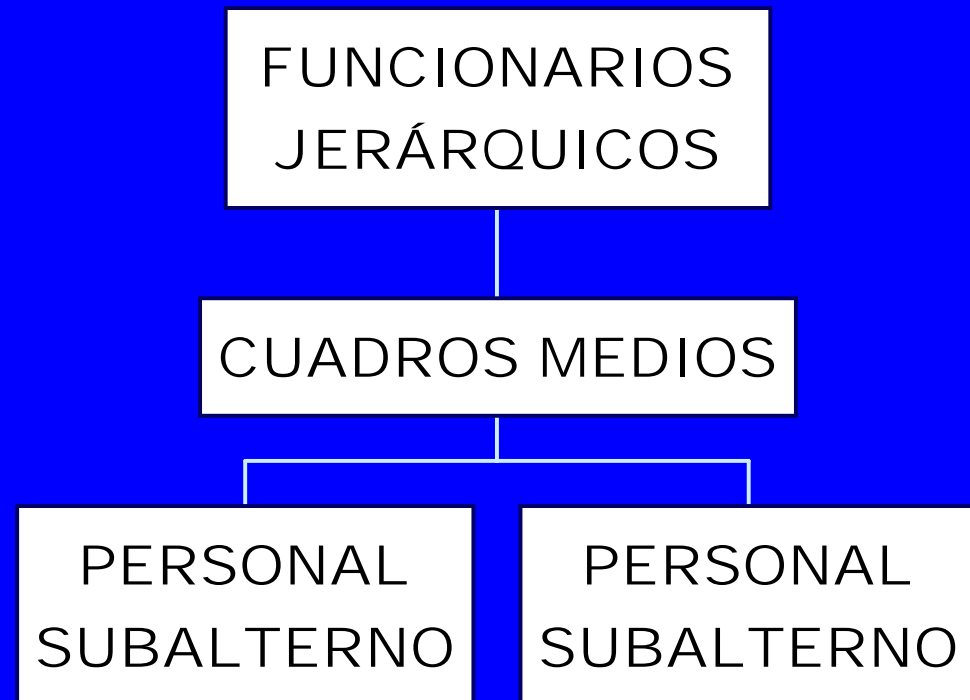 FUNCIONARIOS
JERÁRQUICOS
CUADROS MEDIOS
PERSONAL
SUBALTERNO
PERSONAL
SUBALTERNO